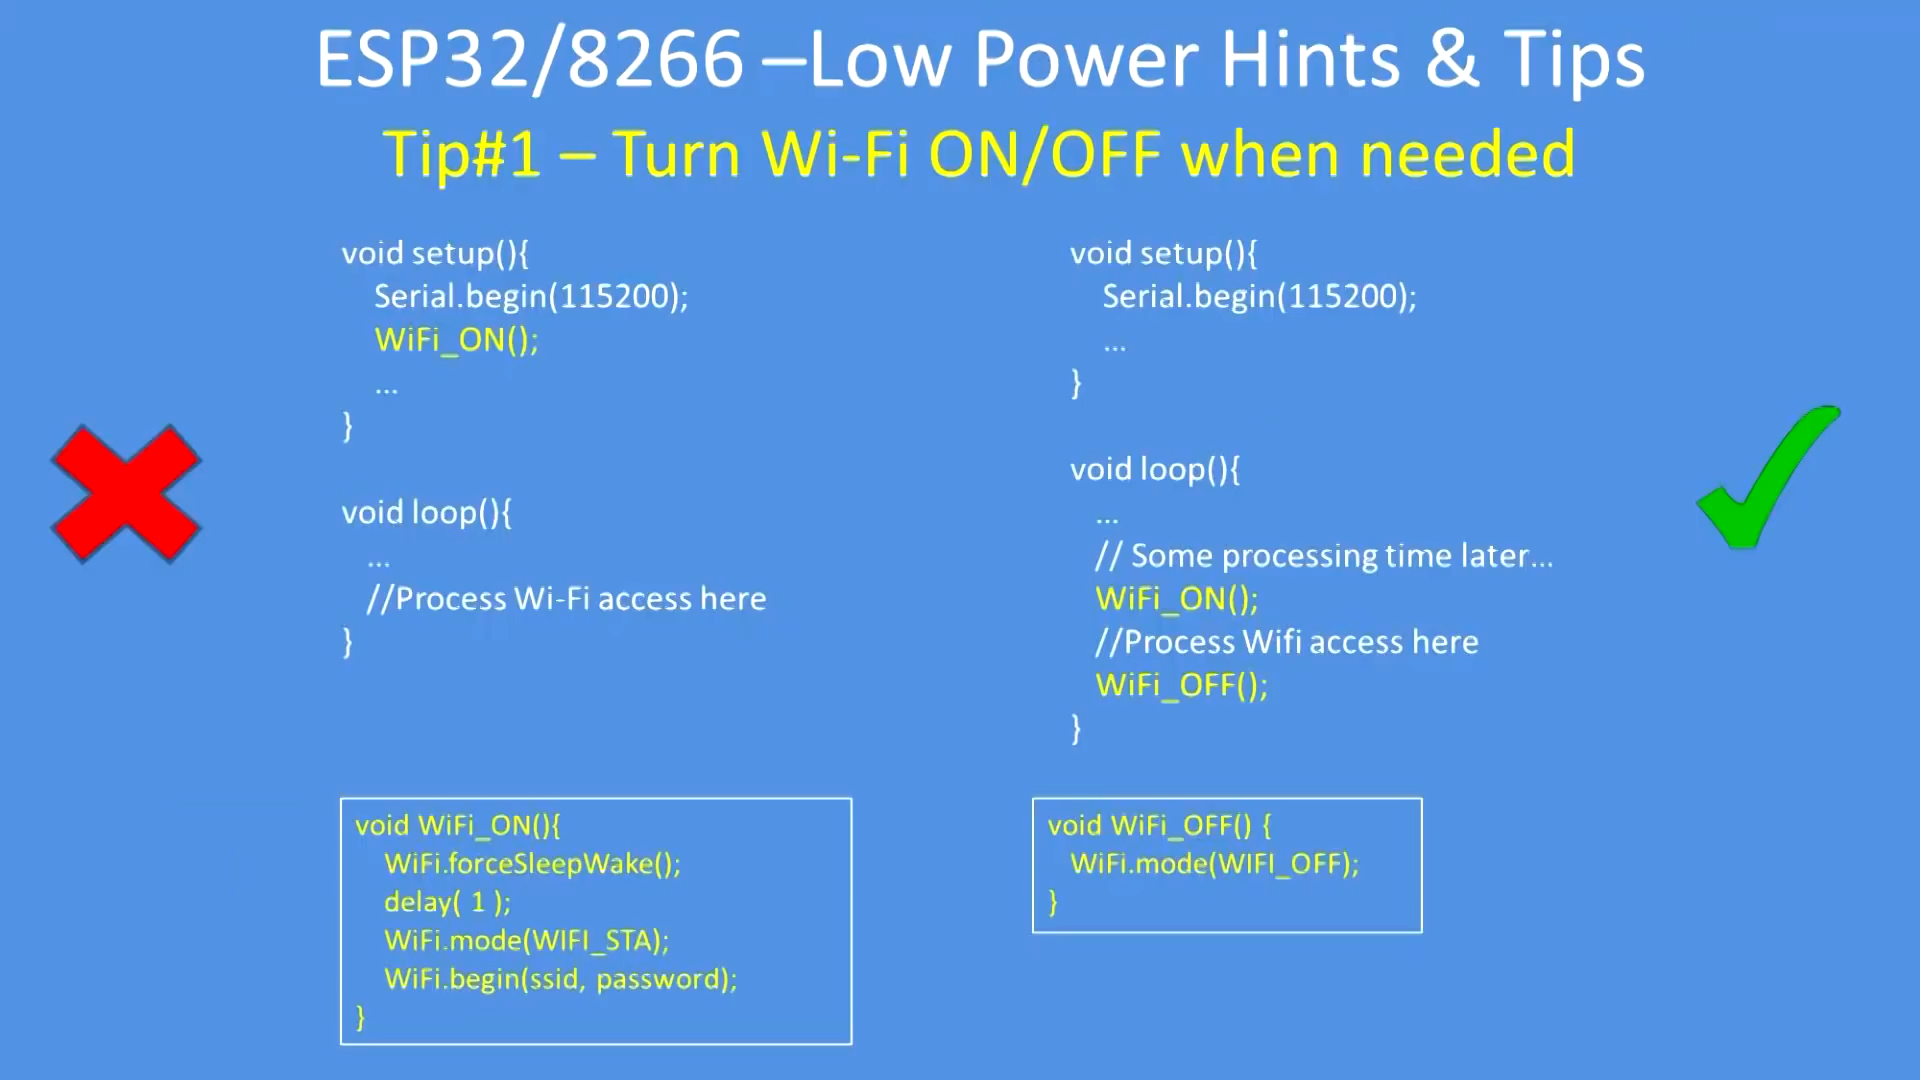 ESP32/8266 –Low Power Hints & Tips
Tip#1 – Turn Wi-Fi ON/OFF when needed
void setup(){
Serial.begin(115200);
WiFi_ON();
...
}
void loop(){
...
//Process Wi-Fi access here
}
void setup(){
Serial.begin(115200);
...
}
void loop(){
...
// Some processing time later...
WiFi_ON();
//Process Wifi access here
WiFi_OFF();
}
void WiFi_ON(){
WiFi.forceSleepWake();
delay( 1 );
WiFi.mode(WIFI_STA);
WiFi.begin(ssid, password);
}
void WiFi_OFF() {
WiFi.mode(WIFI_OFF);
}